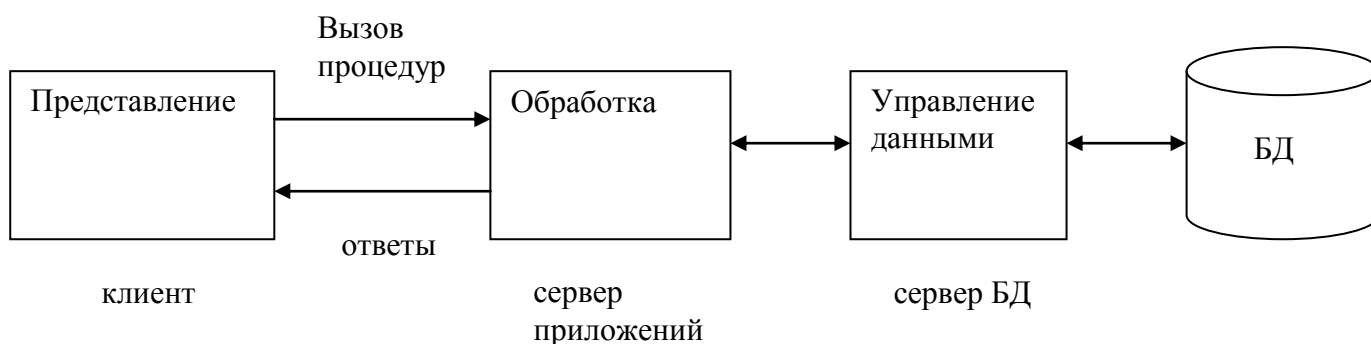 Вызов
процедур
Представление
Обработка
Управление
данными
БД
ответы
клиент
сервер
приложений
сервер БД